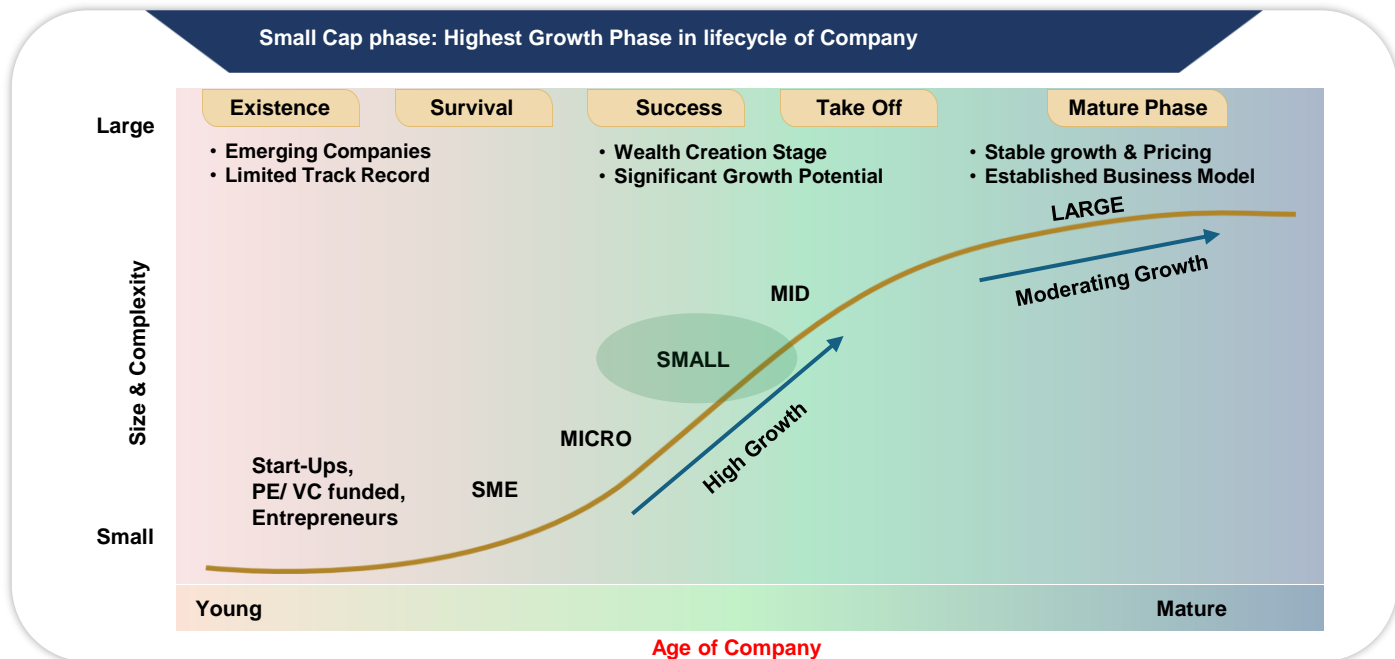 Small Cap phase: Highest Growth Phase in lifecycle of Company
Existence
Survival
Success
Take Off
Mature Phase
Large
• Emerging Companies
• Limited Track Record
• Wealth Creation Stage
• Significant Growth Potential
• Stable growth & Pricing
• Established Business Model
LARGE
Moderating Growth
MID
SMALL
High Growth
MICRO
SME
Start-Ups,
PE/ VC funded,
Entrepreneurs
Size & Complexity
Small
Young
Mature
Age of Company